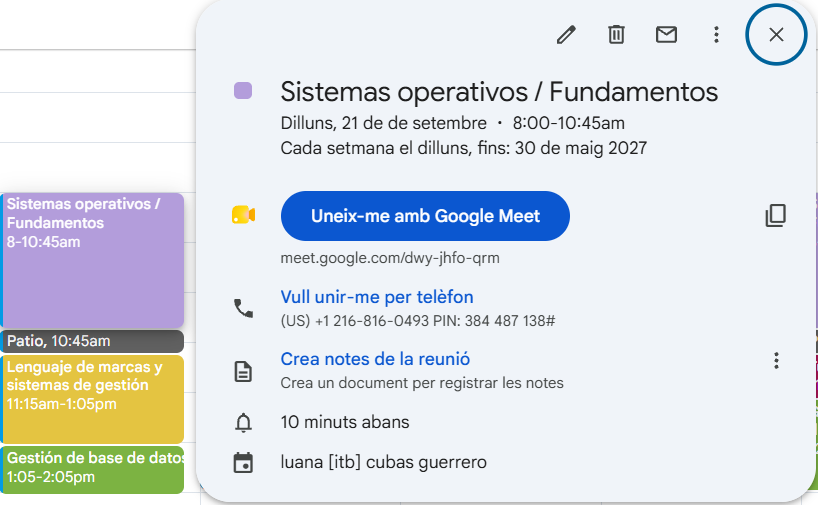 Sistemas operativos / Fundamentos
Dilluns, 21 de de setembre • 8:00-10:45am
Cada setmana el dilluns, fins: 30 de maig 2027
Uneix-me amb Google Meet
meet.google.com/dwy-jhfo-qrm
Vull unir-me per telèfon
(US) +1 216-816-0493 PIN: 384 487 138#
Crea notes de la reunió
Crea un document per registrar les notes
10 minuts abans
luana [itb] cubas guerrero
Sistemas operativos /
Fundamentos
8-10:45am
Patio, 10:45am
Lenguaje de marcas y
sistemas de gestión
11:15am-1:05pm
Gestión de base de datos
1:05-2:05pm